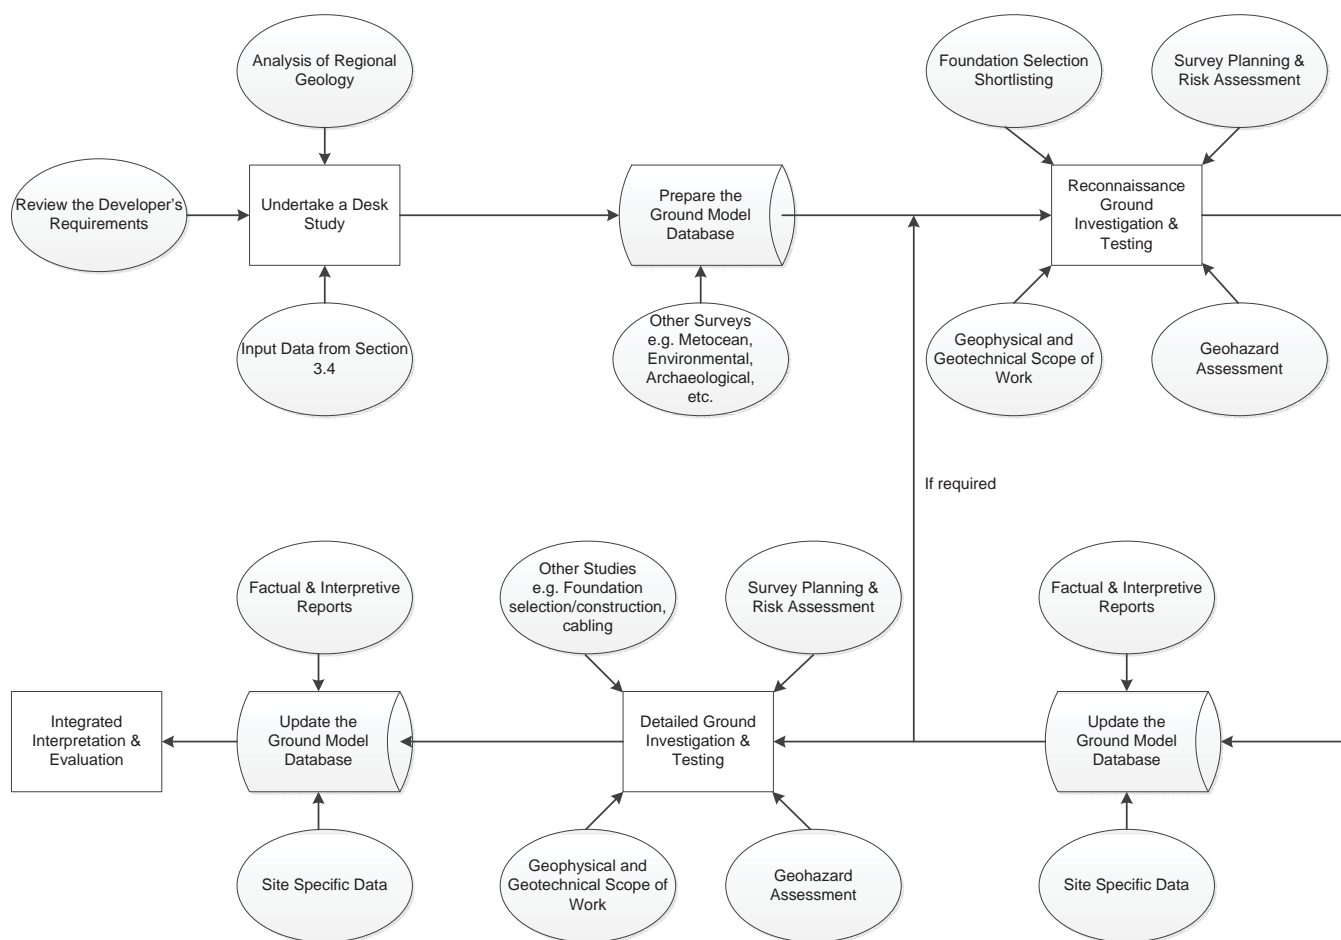 Analysis of Regional
Geology
Foundation Selection
Shortlisting
Survey Planning &
Risk Assessment
Review the Developer’s
Requirements
Undertake a Desk
Study
Prepare the
Ground Model
Database
Reconnaissance
Ground
Investigation &
Testing
Input Data from Section
3.4
Other Surveys
e.g. Metocean,
Environmental,
Archaeological,
etc.
Geophysical and
Geotechnical Scope of
Work
Geohazard
Assessment
If required
Factual & Interpretive
Reports
Other Studies
e.g. Foundation
selection/construction,
cabling
Survey Planning &
Risk Assessment
Factual & Interpretive
Reports
Integrated
Interpretation &
Evaluation
Update the
Ground Model
Database
Detailed Ground
Investigation &
Testing
Update the
Ground Model
Database
Site Specific Data
Geophysical and
Geotechnical Scope of
Work
Geohazard
Assessment
Site Specific Data